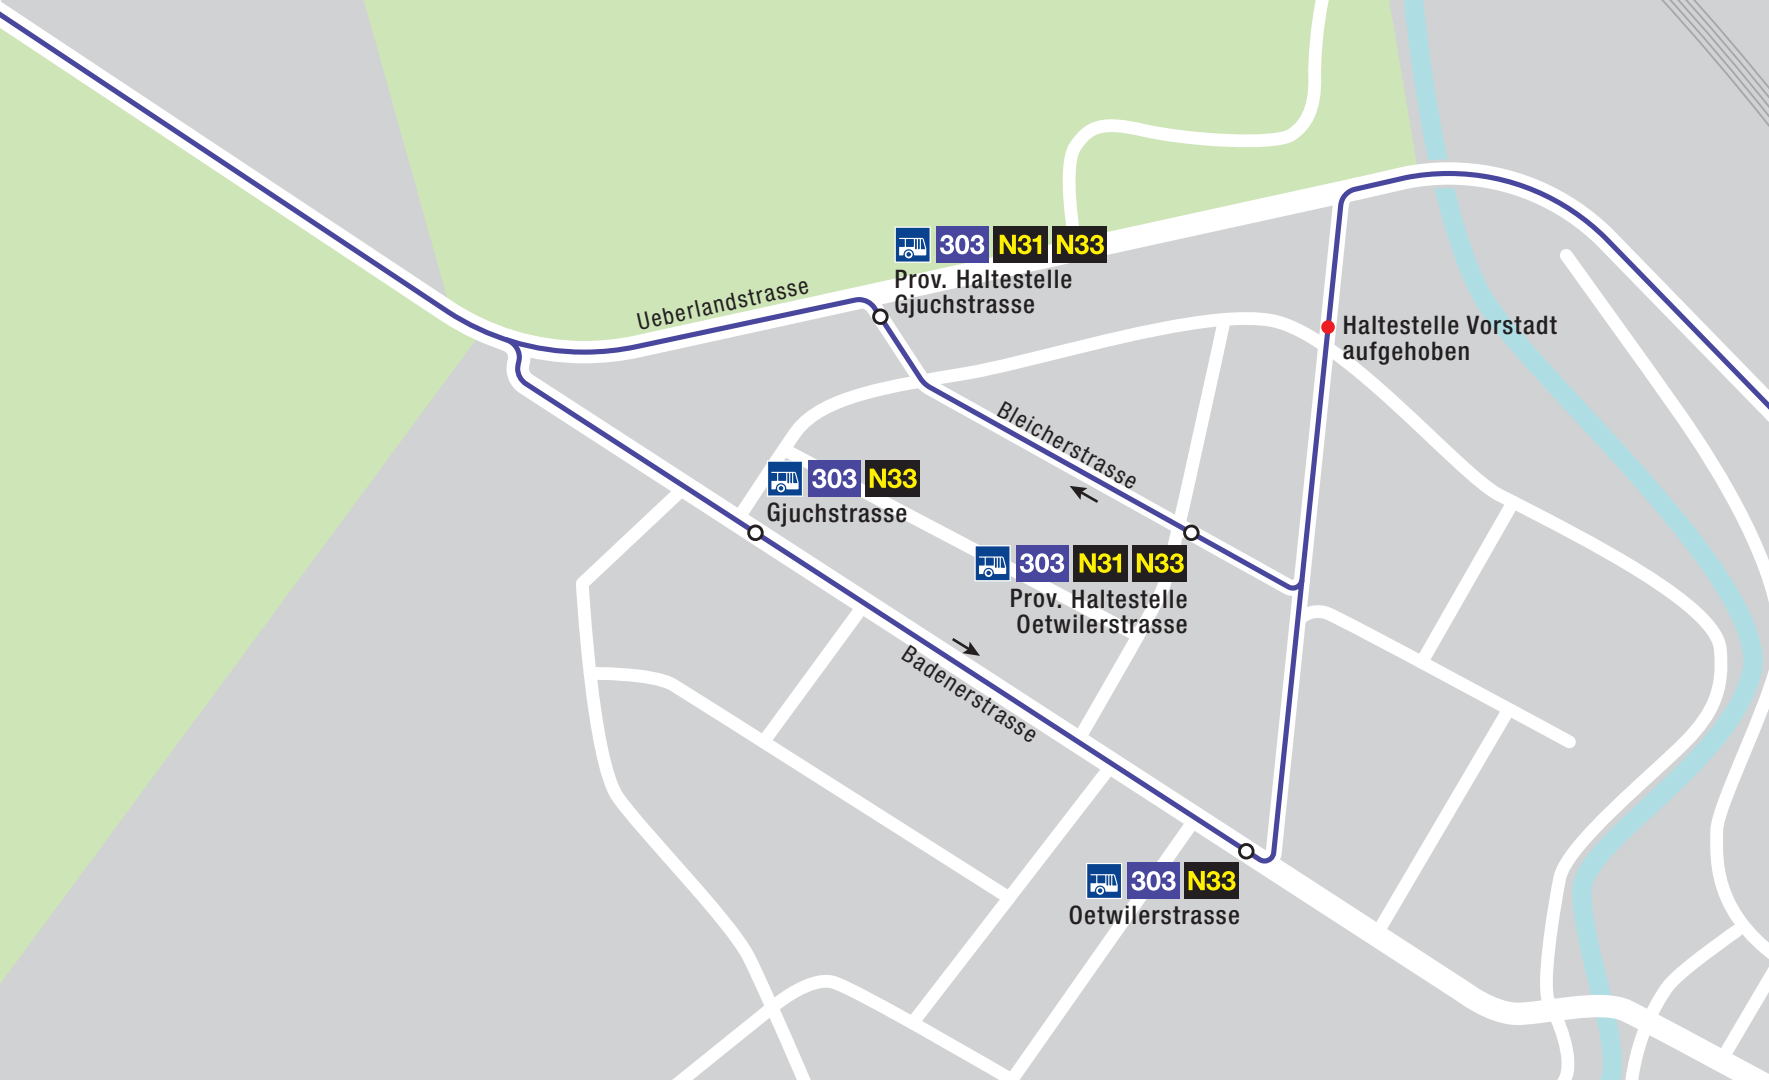 303 N31 N33
Prov. Haltestelle
Gjuchstrasse
Ueberlandstrasse
Haltestelle Vorstadt
aufgehoben
Bleicherstrasse
303 N33
Gjuchstrasse
303 N31 N33
Prov. Haltestelle
Oetwilerstrasse
Badenerstrasse
303 N33
Oetwilerstrasse